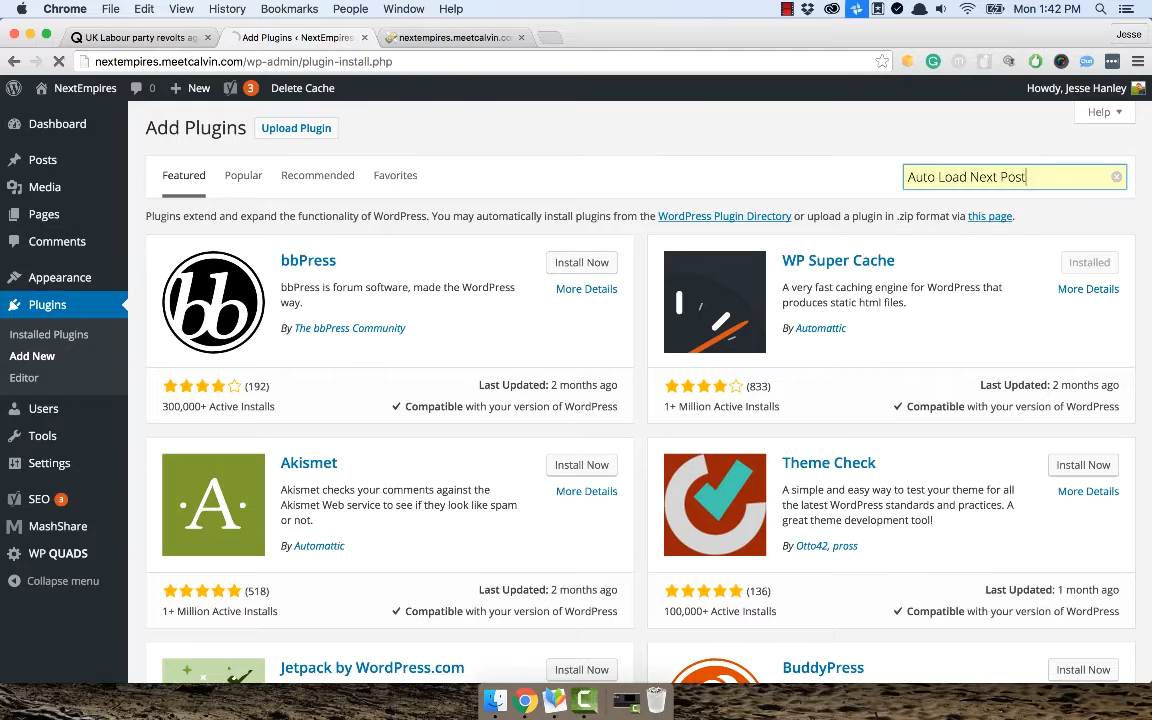 Chrome File Edit View History Bookmarks People Window Help Mon 1:42 PM
UK Labour party revolts ag Add Plugins ‹ NextEmpires nextempires.meetcalvin.co Jesse
nextempires.meetcalvin.com/wp-admin/plugin-install.php
NextEmpires 0 New 3 Delete Cache Howdy, Jesse Hanley
Help
Dashboard
Posts
Media
Pages
Comments
Appearance
Plugins
Installed Plugins
Add New
Editor
Users
Tools
Settings
SEO 3
MashShare
WP QUADS
Collapse menu
Add Plugins Upload Plugin
Featured Popular Recommended Favorites Auto Load Next Post
Plugins extend and expand the functionality of WordPress. You may automatically install plugins from the WordPress Plugin Directory or upload a plugin in .zip format via this page.
bbPress
Install Now
More Details
bbPress is forum software, made the WordPress
way.
By The bbPress Community
(192)
Last Updated: 2 months ago
300,000+ Active Installs
Compatible with your version of WordPress
WP Super Cache
Installed
More Details
A very fast caching engine for WordPress that
produces static html files.
By Automattic
(833)
Last Updated: 2 months ago
1+ Million Active Installs
Compatible with your version of WordPress
Akismet
Install Now
More Details
Akismet checks your comments against the
Akismet Web service to see if they look like spam
or not.
By Automattic
(518)
Last Updated: 2 months ago
1+ Million Active Installs
Compatible with your version of WordPress
Theme Check
Install Now
More Details
A simple and easy way to test your theme for all
the latest WordPress standards and practices. A
great theme development tool!
By Otto42, pross
(136)
Last Updated: 1 month ago
100,000+ Active Installs
Compatible with your version of WordPress
Jetpack by WordPress.com
Install Now
BuddyPress
Install Now